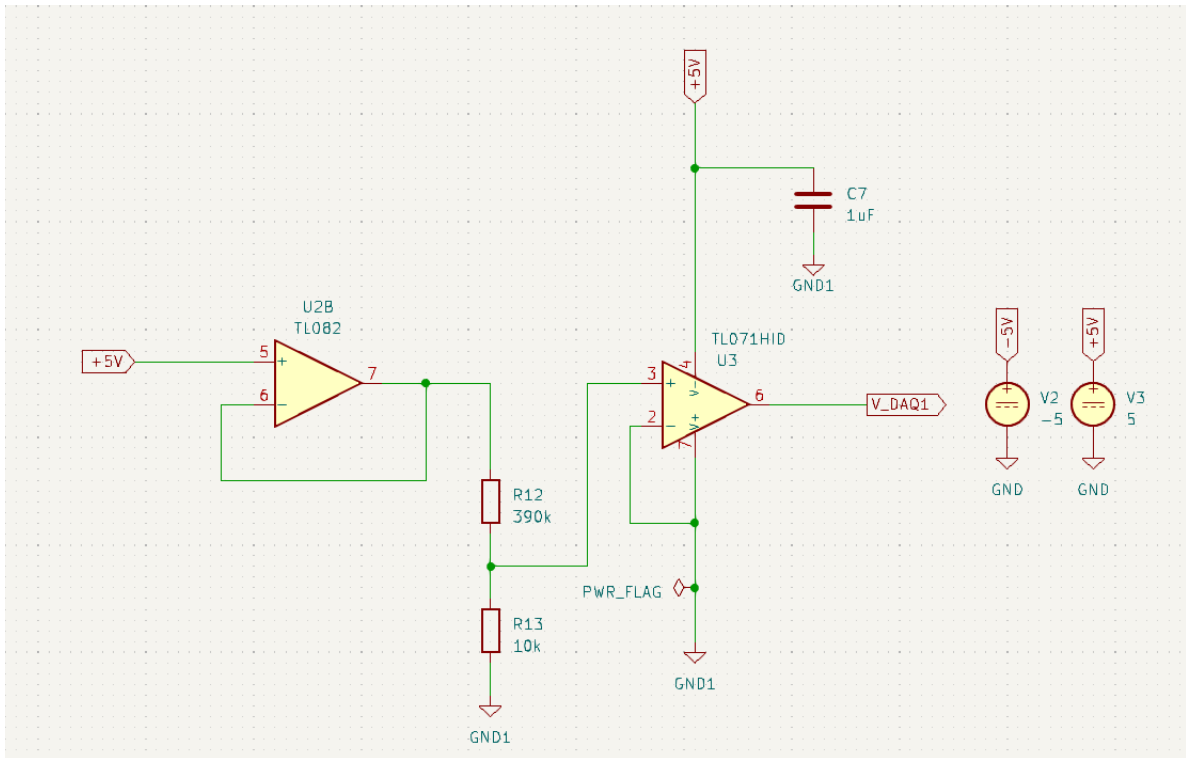 +5V
C7
1uF
GND1
U2B
TL082
+5V
5
+
6
-
7
TL071HID
U3
4
V-
3
+
2
-
V+
7
6
V_DAQ1
-5V
+
V2
-5
GND
+5V
+
V3
5
GND
R12
390k
R13
10k
GND1
PWR_FLAG
GND1